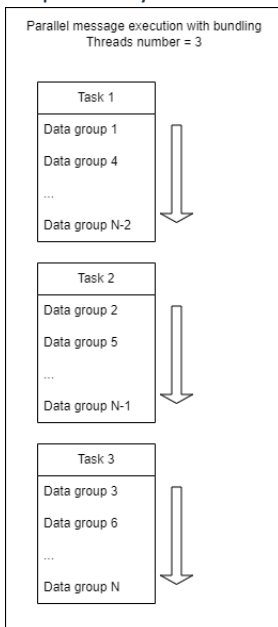 Parallel message execution with bundling
Threads number = 3
Task 1
Data group 1
Data group 4
...
Data group N-2
Task 2
Data group 2
Data group 5
...
Data group N-1
Task 3
Data group 3
Data group 6
...
Data group N